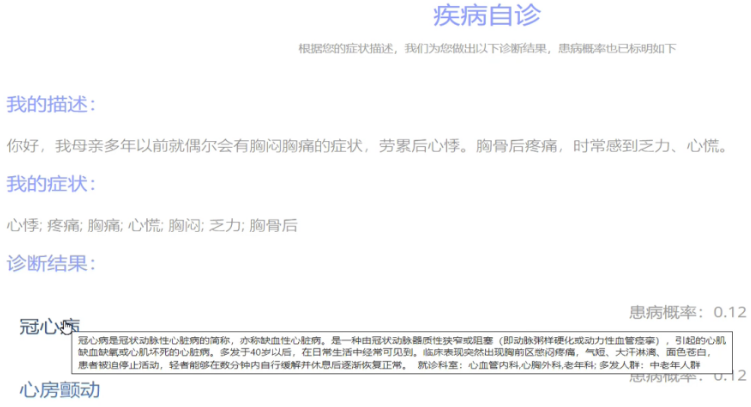 疾病自诊
根据您的症状描述，我们为您做出以下诊断结果，患病概率也已标明如下
我的描述：
你好，我母亲多年以前就偶尔会有胸闷胸痛的症状，劳累后心悸。胸骨后疼痛，时常感到乏力、心慌。
我的症状：
心悸; 疼痛; 胸痛; 心慌; 胸闷; 乏力; 胸骨后
诊断结果：
患病概率：0.12
冠心病
冠心病是冠状动脉性心脏病的简称，亦称缺血性心脏病。是一种由冠状动脉器质性狭窄或阻塞（即动脉粥样硬化或动力性血管痉挛），引起的心肌
缺血缺氧或心肌坏死的心脏病。多发于40岁以后，在日常生活中经常可见到。临床表现突然出现胸前区憋闷疼痛，气短、大汗淋漓、面色苍白，
患者被迫停止活动，轻者能够在数分钟内自行缓解并休息后逐渐恢复正常。 就诊科室：心血管内科,心胸外科,老年科; 多发人群：中老年人群
患病概率：0.12
心房颤动